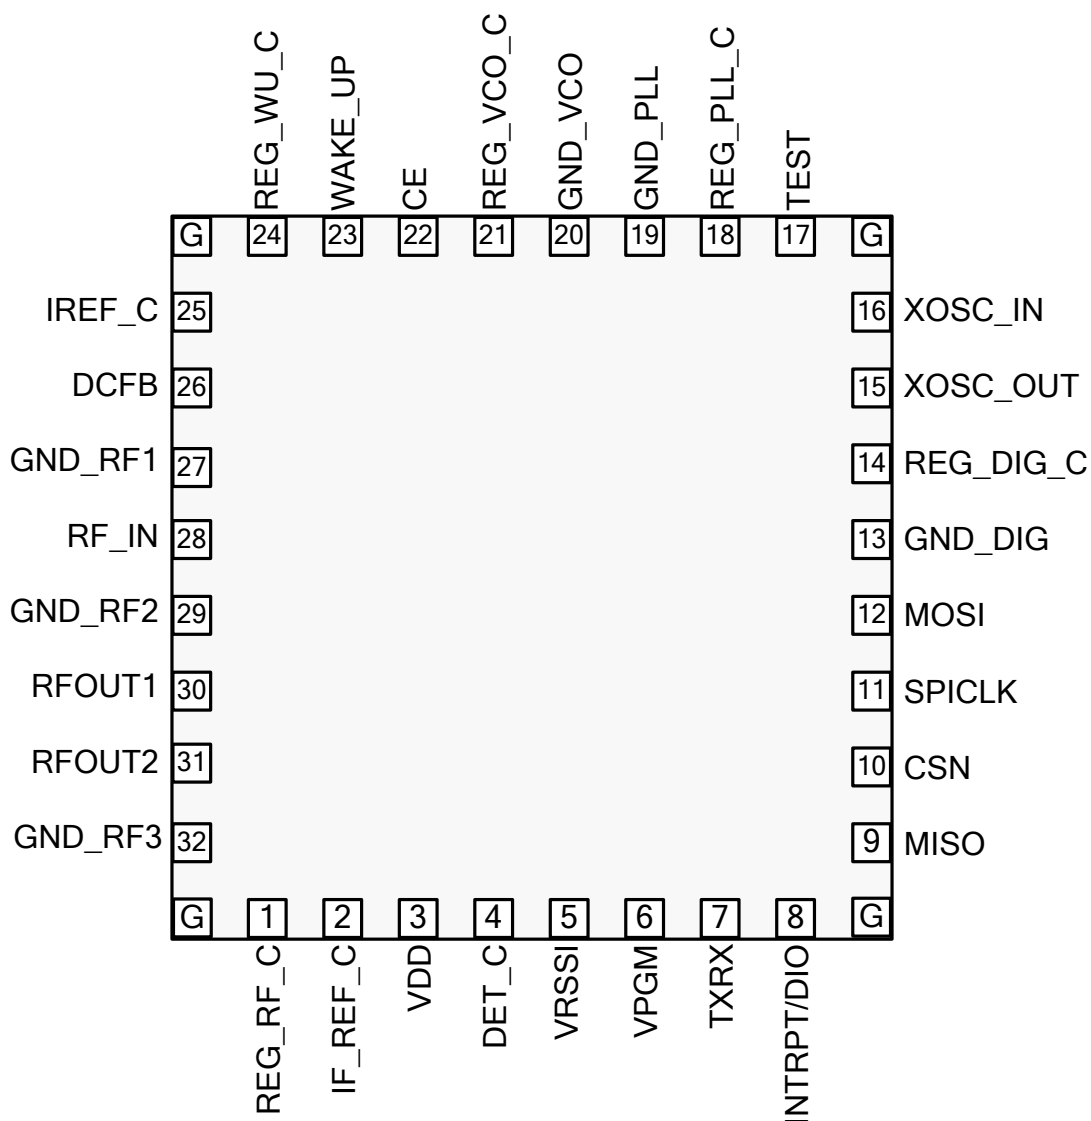 REG_WU_C
WAKE_UP
CE
REG_VCO_C
GND_VCO
GND_PLL
REG_PLL_C
TEST
G 24 23 22 21 20 19 18 17 G
IREF_C 25 16 XOSC_IN
DCFB 26 15 XOSC_OUT
GND_RF1 27 14 REG_DIG_C
RF_IN 28 13 GND_DIG
GND_RF2 29 12 MOSI
RFOUT1 30 11 SPICLK
RFOUT2 31 10 CSN
GND_RF3 32 9 MISO
G 1 2 3 4 5 6 7 8 G
REG_RF_C
IF_REF_C
VDD
DET_C
VRSSI
VPGM
TXRX
INTRPT/DIO